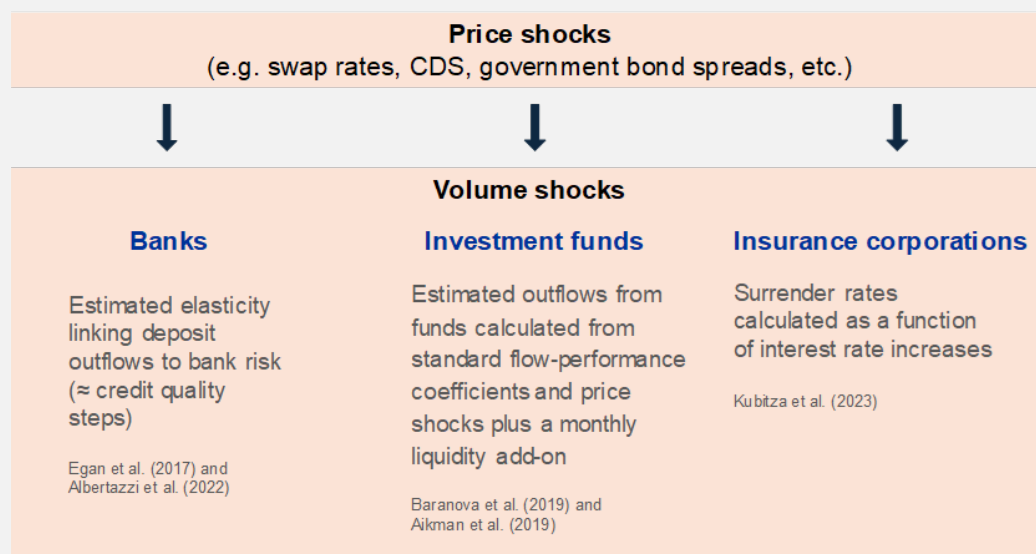 Price shocks
(e.g. swap rates, CDS, government bond spreads, etc.)
Volume shocks
Banks
Estimated elasticity
linking deposit
outflows to bank risk
(≈ credit quality
steps)
Egan et al. (2017) and
Albertazzi et al. (2022)
Investment funds
Estimated outflows from
funds calculated from
standard flow-performance
coefficients and price
shocks plus a monthly
liquidity add-on
Baranova et al. (2019) and
Aikman et al. (2019)
Insurance corporations
Surrender rates
calculated as a function
of interest rate increases
Kubitza et al. (2023)